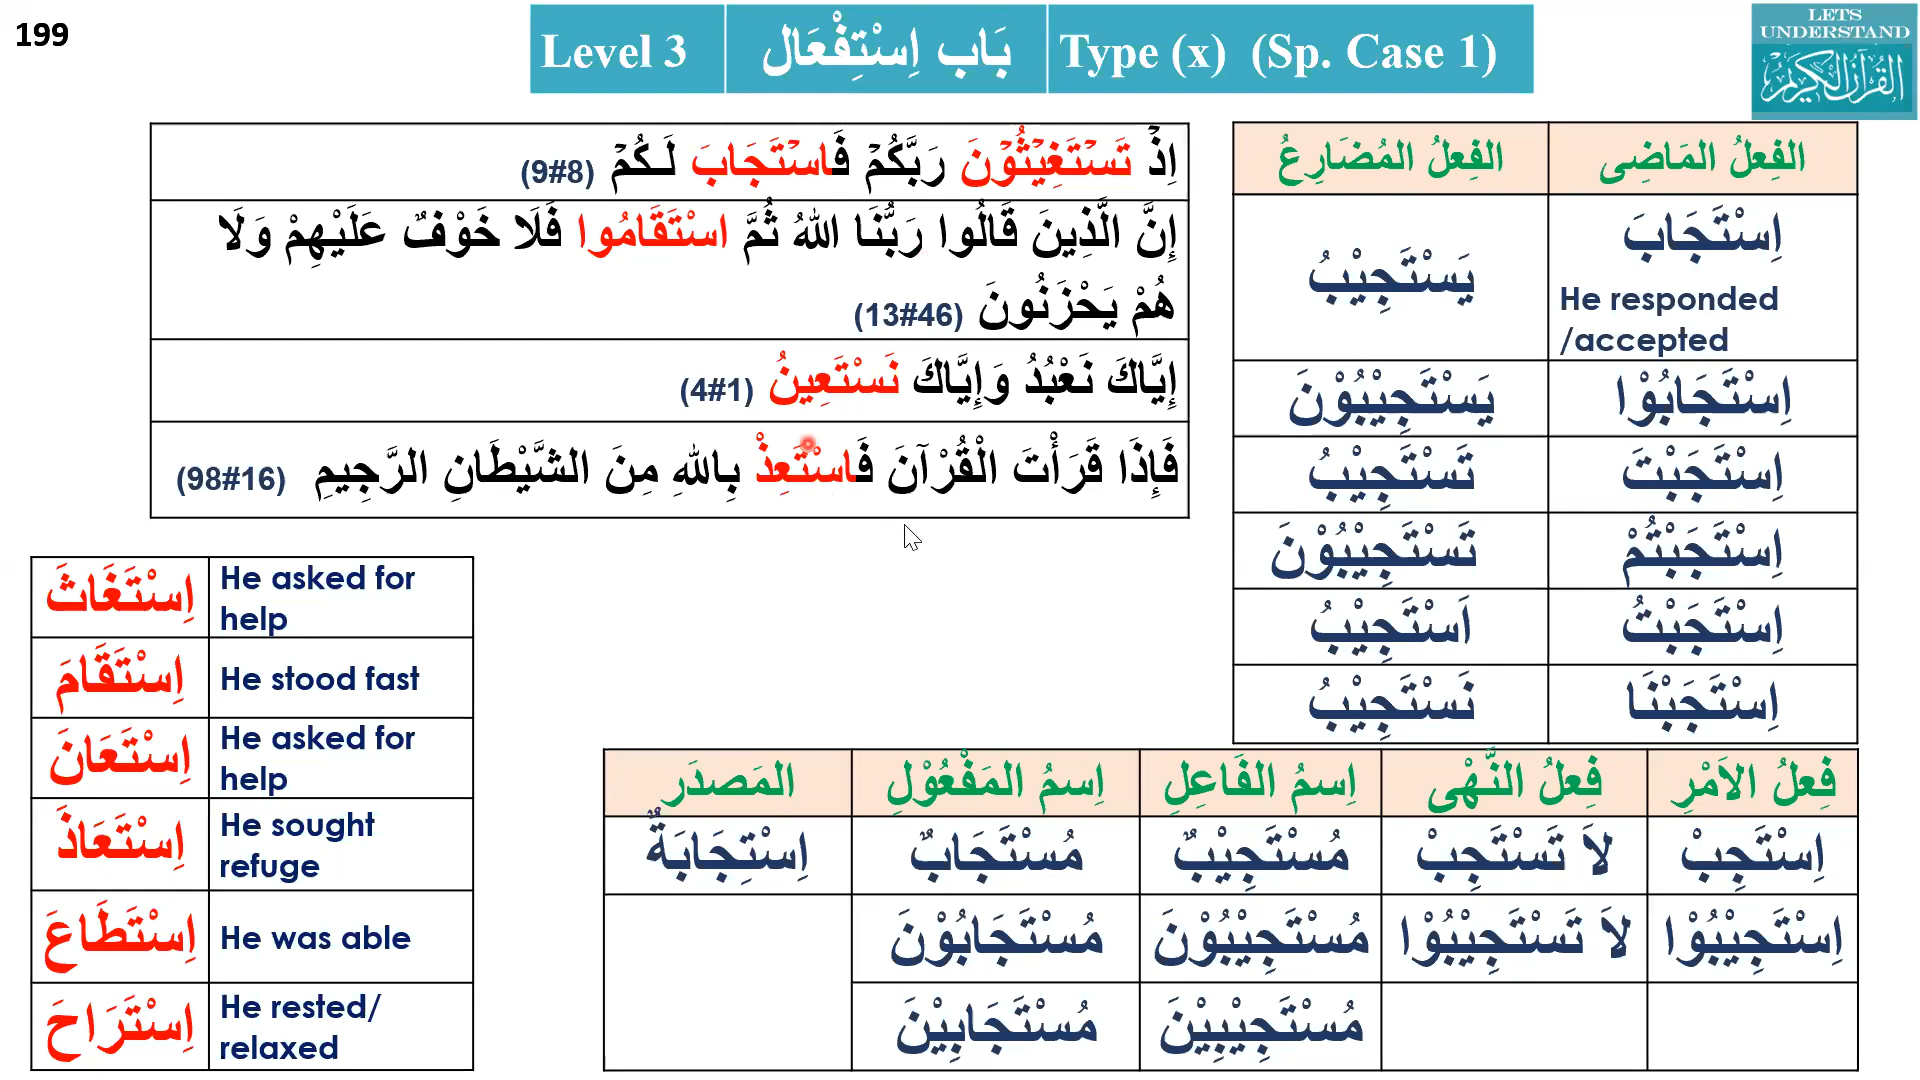 199
Level 3
بَاب اِسْتِفْعَال
Type (x) (Sp. Case 1)
LETS
UNDERSTAND
القرآن الكريم
اِذْ تَسْتَغِيْثُوْنَ رَبَّكُمْ فَاسْتَجَابَ لَـكُمْ (9#8)
إِنَّ الَّذِينَ قَالُوا رَبُّنَا اللهُ ثُمَّ اسْتَقَامُوا فَلَا خَوْفٌ عَلَيْهِمْ وَلَا
هُمْ يَحْزَنُونَ (13#46)
إِيَّاكَ نَعْبُدُ وَإِيَّاكَ نَسْتَعِينُ (4#1)
فَإِذَا قَرَأْتَ الْقُرْآنَ فَاسْتَعِذْ بِاللهِ مِنَ الشَّيْطَانِ الرَّجِيمِ (98#16)
الفِعلُ المَاضِى
الفِعلُ المُضَارِعُ
اِسْتَجَابَ
He responded
/accepted
يَسْتَجِيْبُ
اِسْتَجَابُوْا
يَسْتَجِيْبُوْنَ
اِسْتَجَبْتَ
تَسْتَجِيْبُ
اِسْتَجَبْتُمْ
تَسْتَجِيْبُوْنَ
اِسْتَجَبْتُ
اَسْتَجِيْبُ
اِسْتَجَبْنَا
نَسْتَجِيْبُ
اِسْتَغَاثَ
He asked for
help
اِسْتَقَامَ
He stood fast
اِسْتَعَانَ
He asked for
help
اِسْتَعَاذَ
He sought
refuge
اِسْتَطَاعَ
He was able
اِسْتَرَاحَ
He rested/
relaxed
فِعلُ الاَمْرِ
فِعلُ النَّهْى
اِسمُ الفَاعِلِ
اِسمُ المَفْعُوْلِ
المَصدَر
اِسْتَجِبْ
لاَ تَسْتَجِبْ
مُسْتَجِيْبٌ
مُسْتَجَابٌ
اِسْتِجَابَةٌ
اِسْتَجِيْبُوْا
لاَ تَسْتَجِيْبُوْا
مُسْتَجِيْبُوْنَ
مُسْتَجَابُوْنَ
مُسْتَجِيْبِيْنَ
مُسْتَجَابِيْنَ